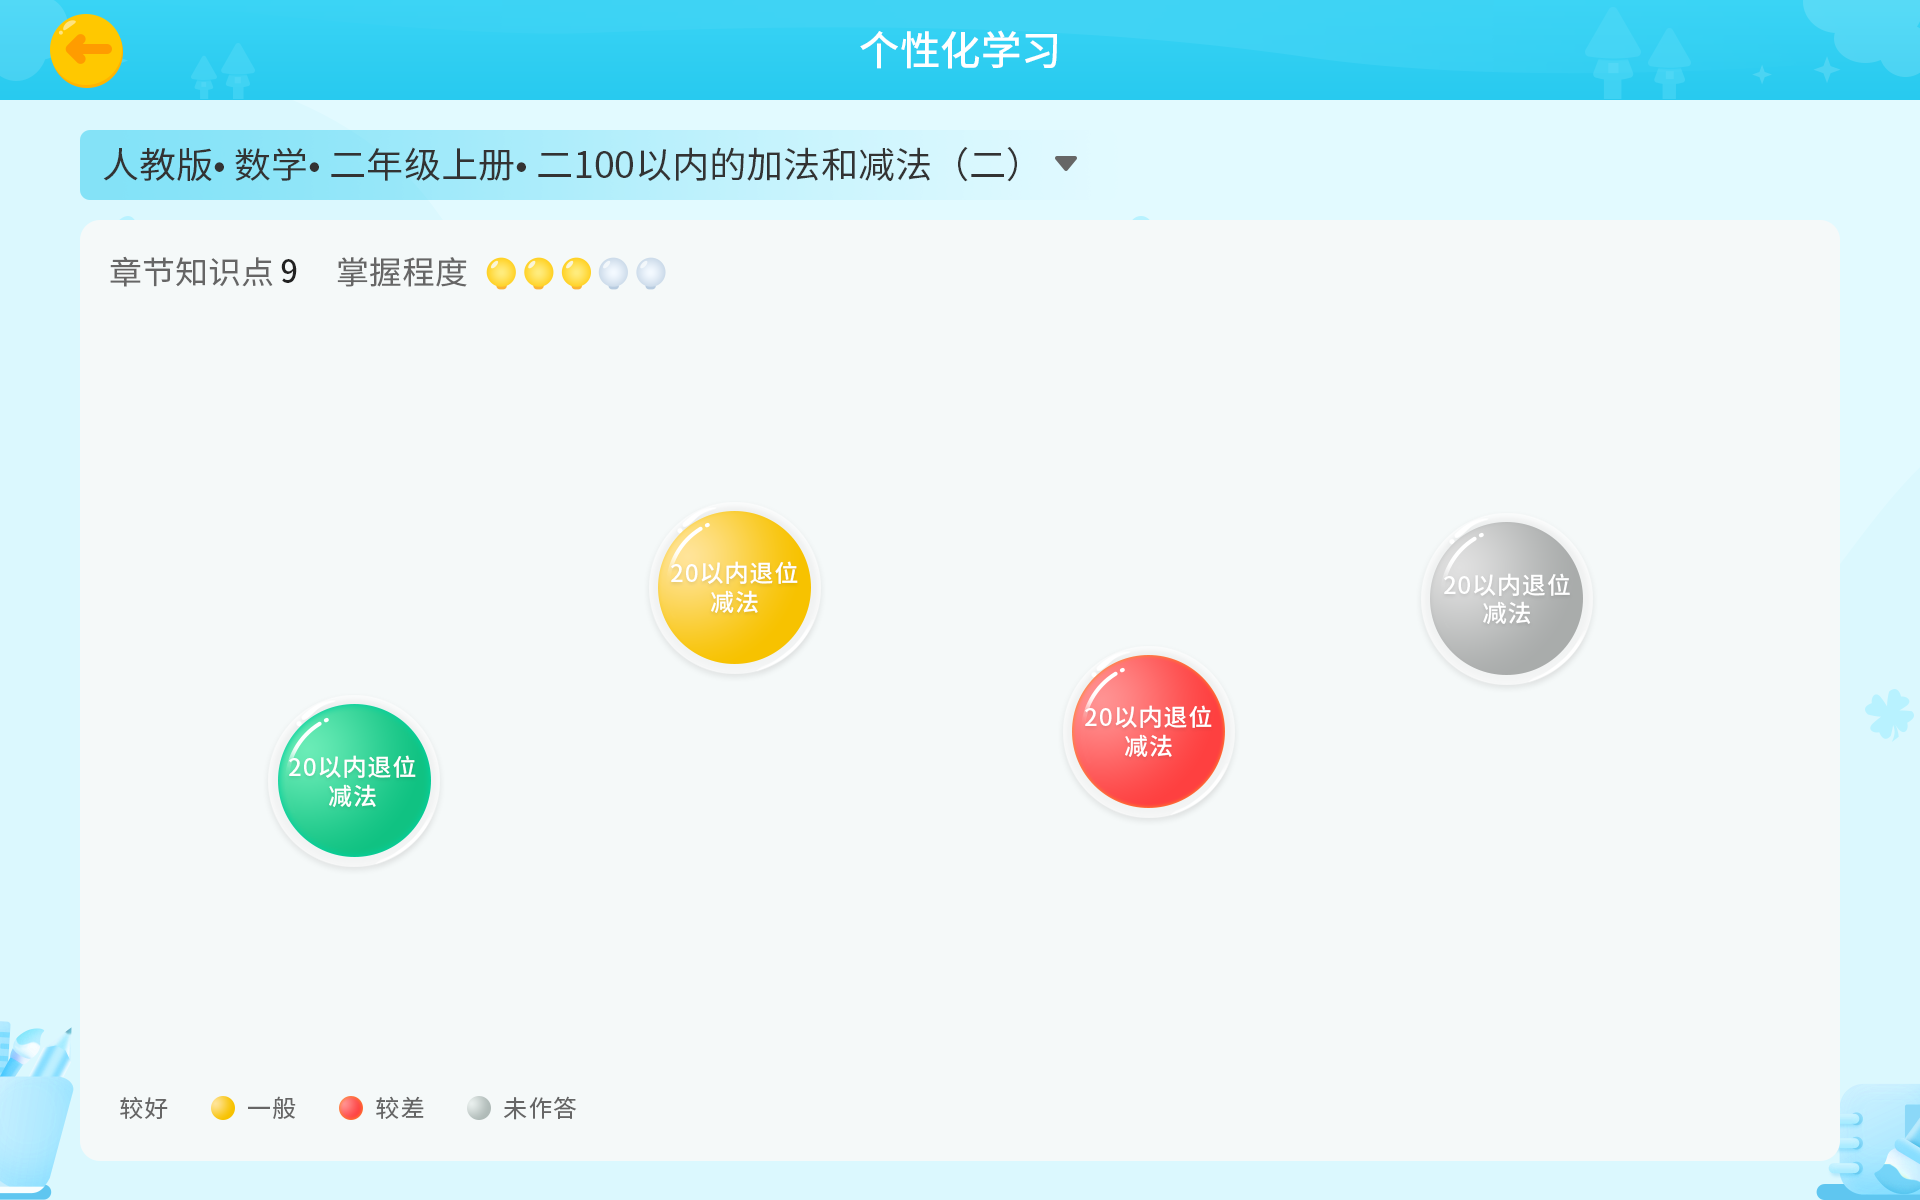 个性化学习
人教版• 数学• 二年级上册• 二100以内的加法和减法（二）
章节知识点 9 掌握程度
20以内退位
减法
20以内退位
减法
20以内退位
减法
20以内退位
减法
较好 一般 较差 未作答